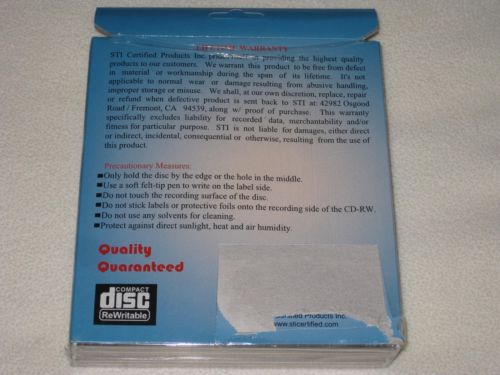 LIFETIME WARRANTY
STI Certified Products Inc. prides itself on providing the highest quality
products to our customers. We warrant this product to be free from defect
in material or workmanship during the span of its lifetime. It's not
applicable to normal wear or damage resulting from abusive handling,
improper storage or misuse. We shall, at our own discretion, replace, repair
or refund when defective product is sent back to STI at: 42982 Osgood
Road / Fremont, CA 94539, along w/ proof of purchase. This warranty
specifically excludes liability for recorded data, merchantability and/or
fitness for particular purpose. STI is not liable for damages, either direct
or indirect, incidental, consequential or otherwise, resulting from the use of
this product.
Precautionary Measures:
■Only hold the disc by the edge or the hole in the middle.
■Use a soft felt-tip pen to write on the label side.
■Do not touch the recording surface of the disc.
■Do not stick labels or protective foils onto the recording side of the CD-RW.
■Do not use any solvents for cleaning.
■Protect against direct sunlight, heat and air humidity.
Quality
Quaranteed
COMPACT
disc
ReWritable
Products Inc.
www.sticertified.com